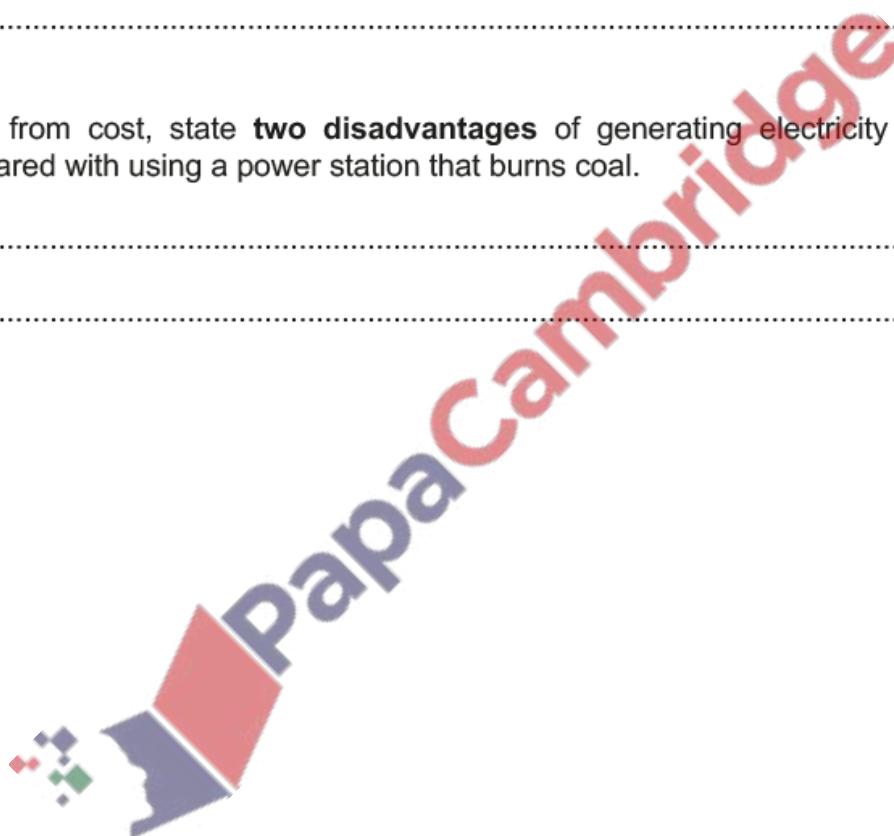 from cost, state two disadvantages of generating electricity
ared with using a power station that burns coal.
PapaCambridge